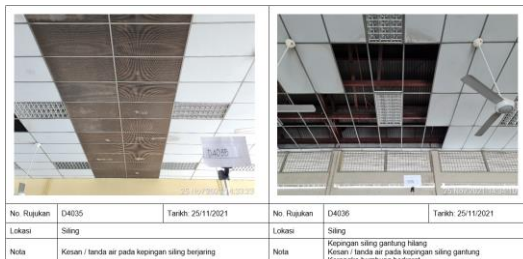 D4035
No. Rujukan D4035 Tarikh: 25/11/2021
Lokasi Siling
Nota Kesan / tanda air pada kepingan siling berjaring
No. Rujukan D4036 Tarikh: 25/11/2021
Lokasi Siling
Nota Kepingan siling gantung hilang
Kesan / tanda air pada kepingan siling gantung